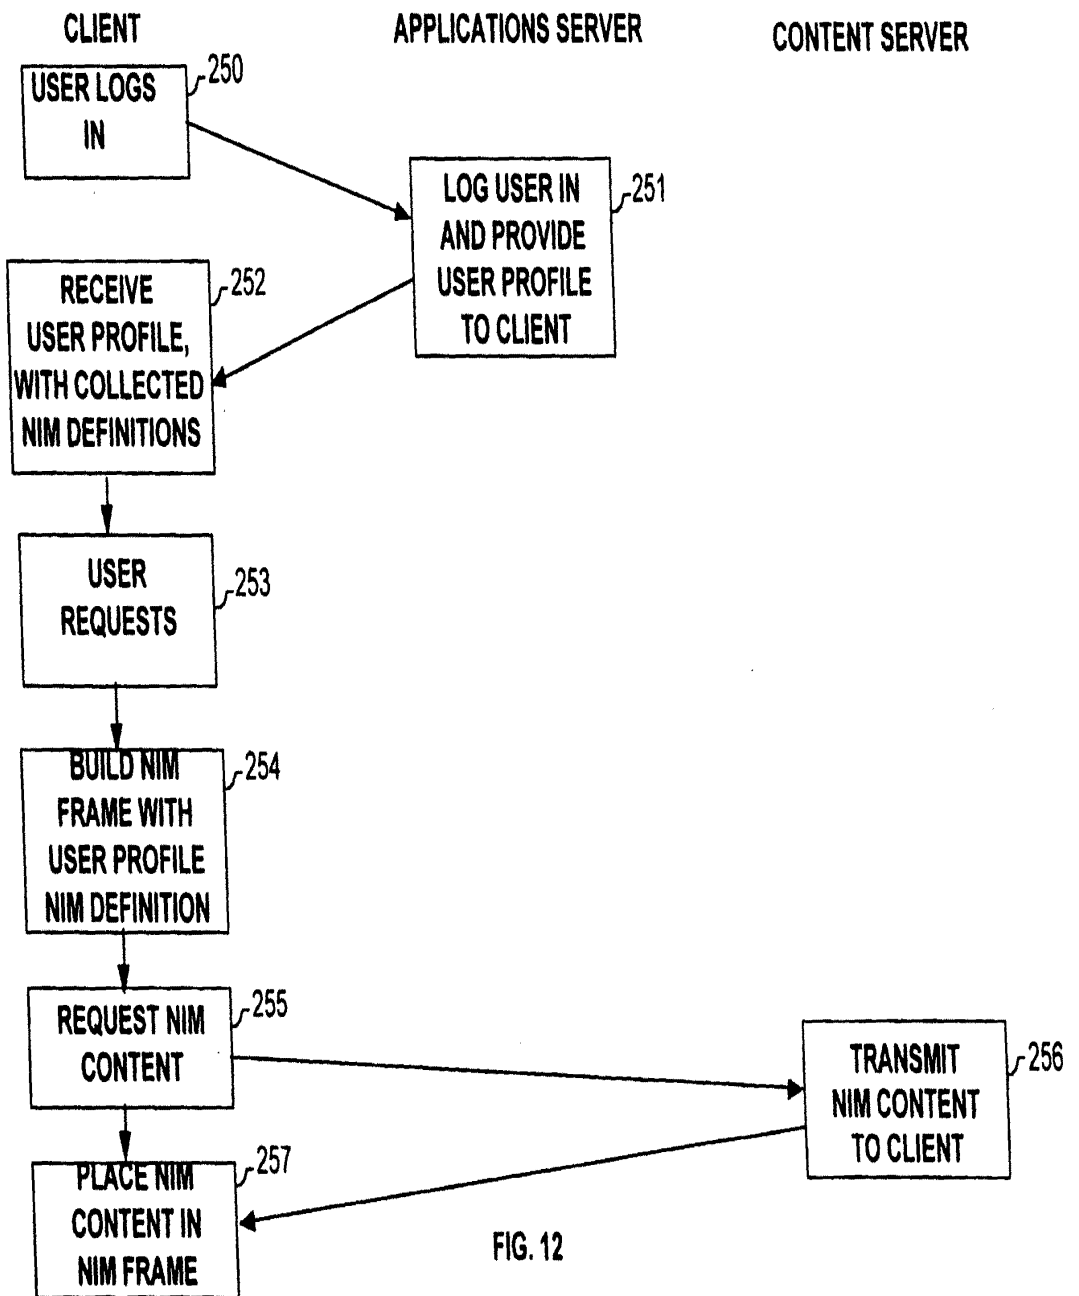 CLIENT
APPLICATIONS SERVER
CONTENT SERVER
USER LOGS
IN
250
LOG USER IN
AND PROVIDE
USER PROFILE
TO CLIENT
251
RECEIVE
USER PROFILE,
WITH COLLECTED
NIM DEFINITIONS
252
USER
REQUESTS
253
BUILD NIM
FRAME WITH
USER PROFILE
NIM DEFINITION
254
REQUEST NIM
CONTENT
255
TRANSMIT
NIM CONTENT
TO CLIENT
256
PLACE NIM
CONTENT IN
NIM FRAME
257
FIG. 12